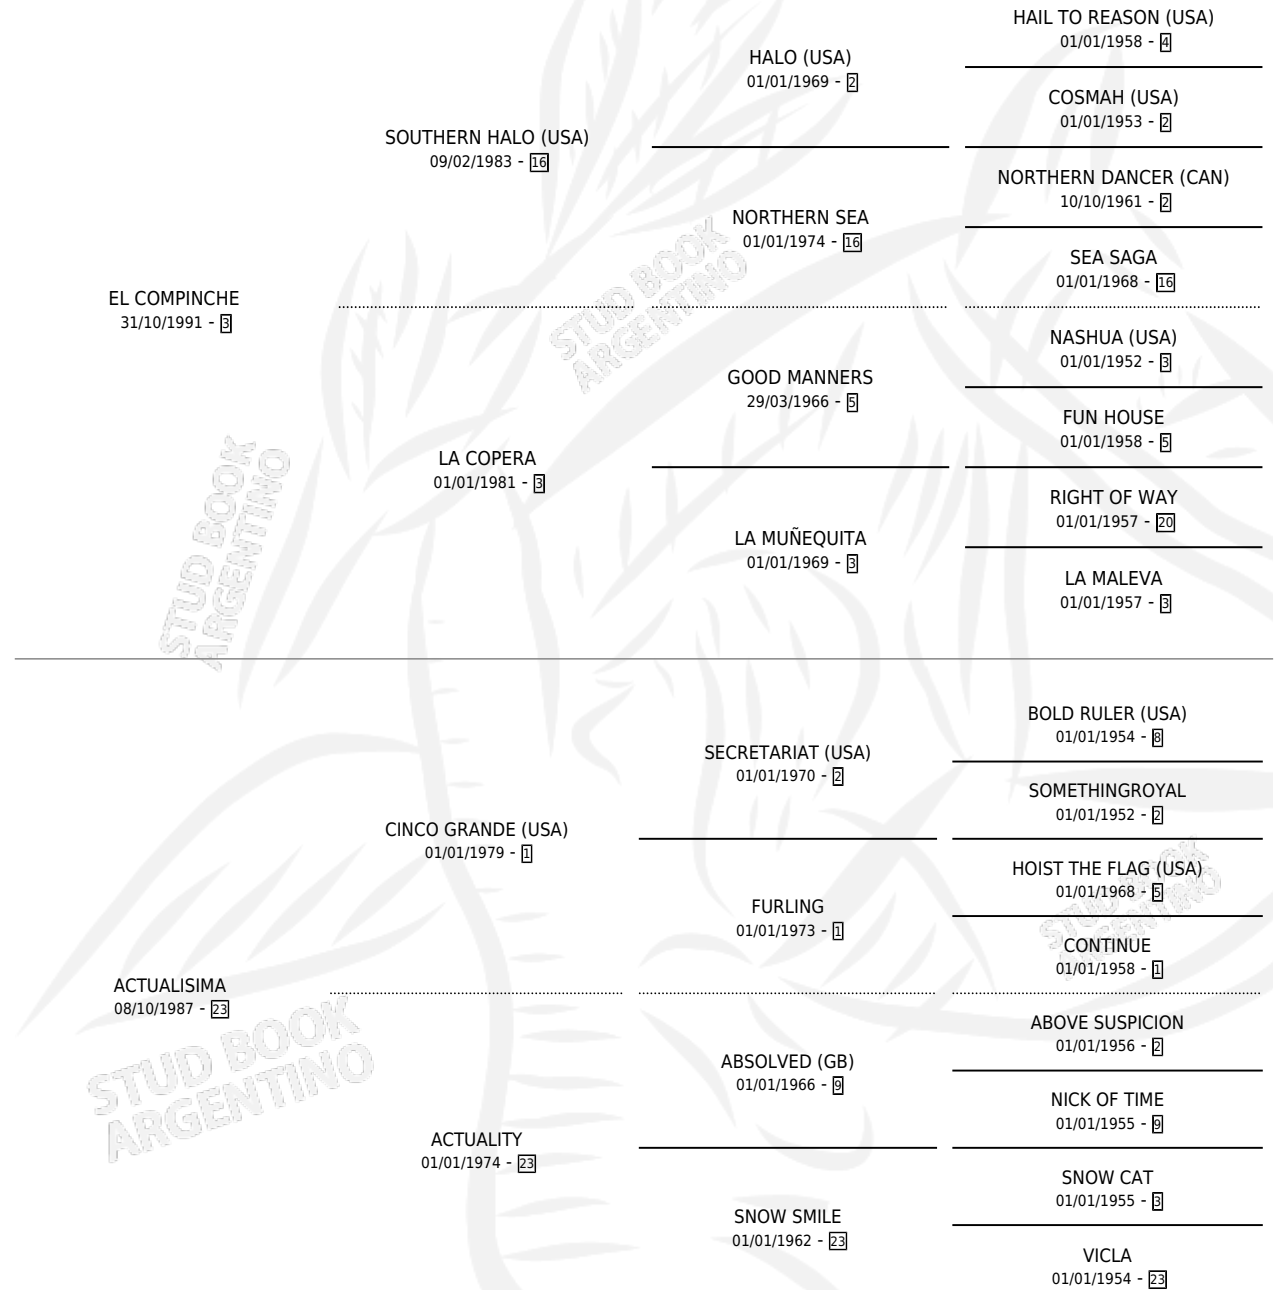 HAIL TO REASON (USA)
01/01/1958 - 4
HALO (USA)
01/01/1969 - 2
COSMAH (USA)
01/01/1953 - 2
SOUTHERN HALO (USA)
09/02/1983 - 16
NORTHERN DANCER (CAN)
10/10/1961 - 2
NORTHERN SEA
01/01/1974 - 16
SEA SAGA
01/01/1968 - 16
EL COMPINCHE
31/10/1991 - 3
NASHUA (USA)
01/01/1952 - 3
GOOD MANNERS
29/03/1966 - 5
FUN HOUSE
01/01/1958 - 5
LA COPERA
01/01/1981 - 3
RIGHT OF WAY
01/01/1957 - 20
LA MUÑEQUITA
01/01/1969 - 3
LA MALEVA
01/01/1957 - 3
BOLD RULER (USA)
01/01/1954 - 8
SECRETARIAT (USA)
01/01/1970 - 2
SOMETHINGROYAL
01/01/1952 - 2
CINCO GRANDE (USA)
01/01/1979 - 1
HOIST THE FLAG (USA)
01/01/1968 - 5
FURLING
01/01/1973 - 1
CONTINUE
01/01/1958 - 1
ACTUALISIMA
08/10/1987 - 23
ABOVE SUSPICION
01/01/1956 - 2
ABSOLVED (GB)
01/01/1966 - 9
NICK OF TIME
01/01/1955 - 9
ACTUALITY
01/01/1974 - 23
SNOW CAT
01/01/1955 - 3
SNOW SMILE
01/01/1962 - 23
VICLA
01/01/1954 - 23
STUD BOOK
ARGENTINO
STUD BOOK
ARGENTINO
STUD BOOK
ARGENTINO
STUD BOOK
ARGENTINO